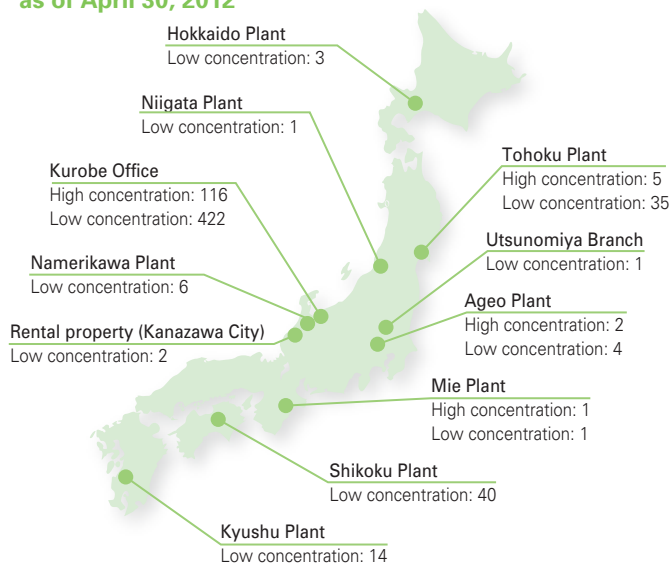 as of April 30, 2012
Hokkaido Plant
Low concentration: 3
Niigata Plant
Low concentration: 1
Kurobe Office
High concentration: 116
Low concentration: 422
Namerikawa Plant
Low concentration: 6
Rental property (Kanazawa City)
Low concentration: 2
Tohoku Plant
High concentration: 5
Low concentration: 35
Utsunomiya Branch
Low concentration: 1
Ageo Plant
High concentration: 2
Low concentration: 4
Mie Plant
High concentration: 1
Low concentration: 1
Shikoku Plant
Low concentration: 40
Kyushu Plant
Low concentration: 14